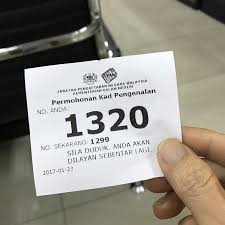 JABATAN PENDAFTARAN NEGARA MALAYSIA
KEMENTERIAN DALAM NEGERI
Permohonan Kad Pengenalan
NO. ANDA:
1320
NO. SEKARANG: 1299
SILA DUDUK. ANDA AKAN
DILAYAN SEBENTAR LAGI.
2017-01-27